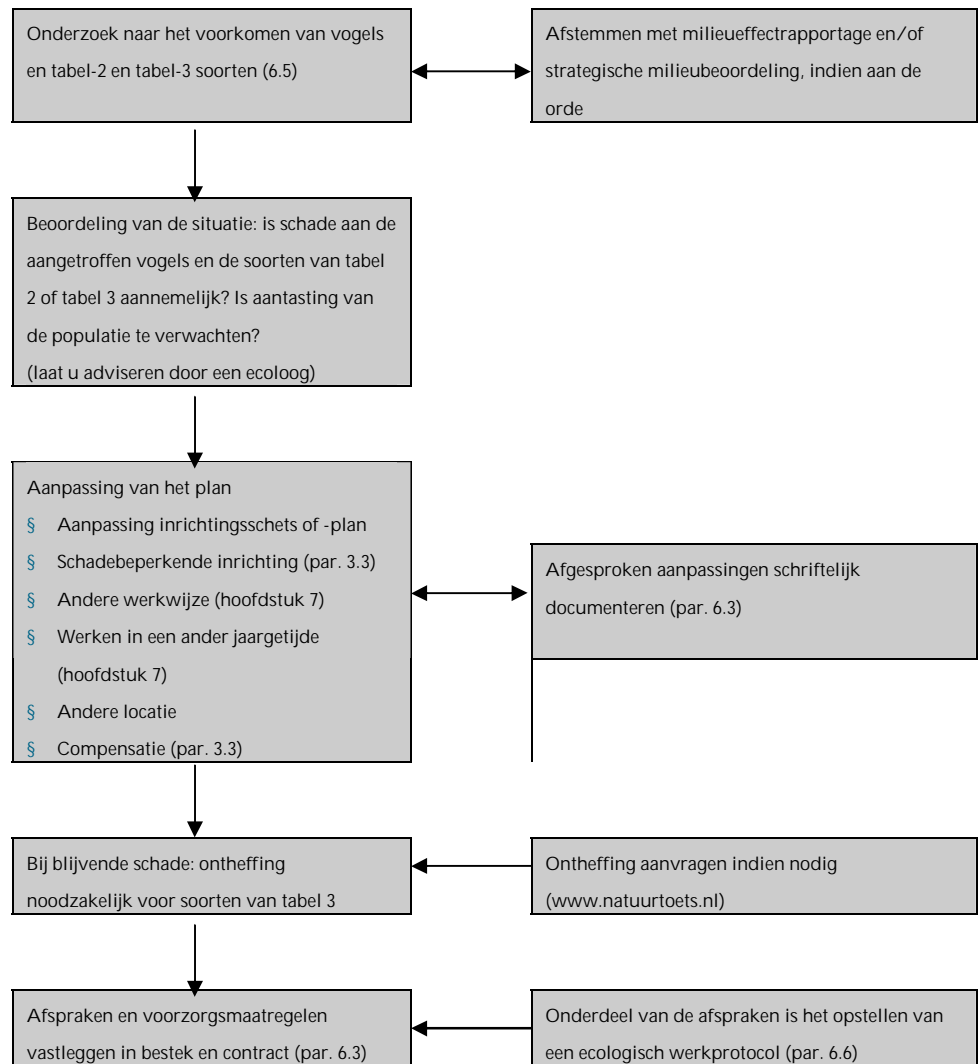 Onderzoek naar het voorkomen van vogels
en tabel-2 en tabel-3 soorten (6.5)
Afstemmen met milieueffectrapportage en/of
strategische milieubeoordeling, indien aan de
orde
Beoordeling van de situatie: is schade aan de
aangetroffen vogels en de soorten van tabel
2 of tabel 3 aannemelijk? Is aantasting van
de populatie te verwachten?
(laat u adviseren door een ecoloog)
Aanpassing van het plan
§ Aanpassing inrichtingsschets of -plan
§ Schadebeperkende inrichting (par. 3.3)
§ Andere werkwijze (hoofdstuk 7)
§ Werken in een ander jaargetijde
(hoofdstuk 7)
§ Andere locatie
§ Compensatie (par. 3.3)
Afgesproken aanpassingen schriftelijk
documenteren (par. 6.3)
Bij blijvende schade: ontheffing
noodzakelijk voor soorten van tabel 3
Ontheffing aanvragen indien nodig
(www.natuurtoets.nl)
Afspraken en voorzorgsmaatregelen
vastleggen in bestek en contract (par. 6.3)
Onderdeel van de afspraken is het opstellen van
een ecologisch werkprotocol (par. 6.6)